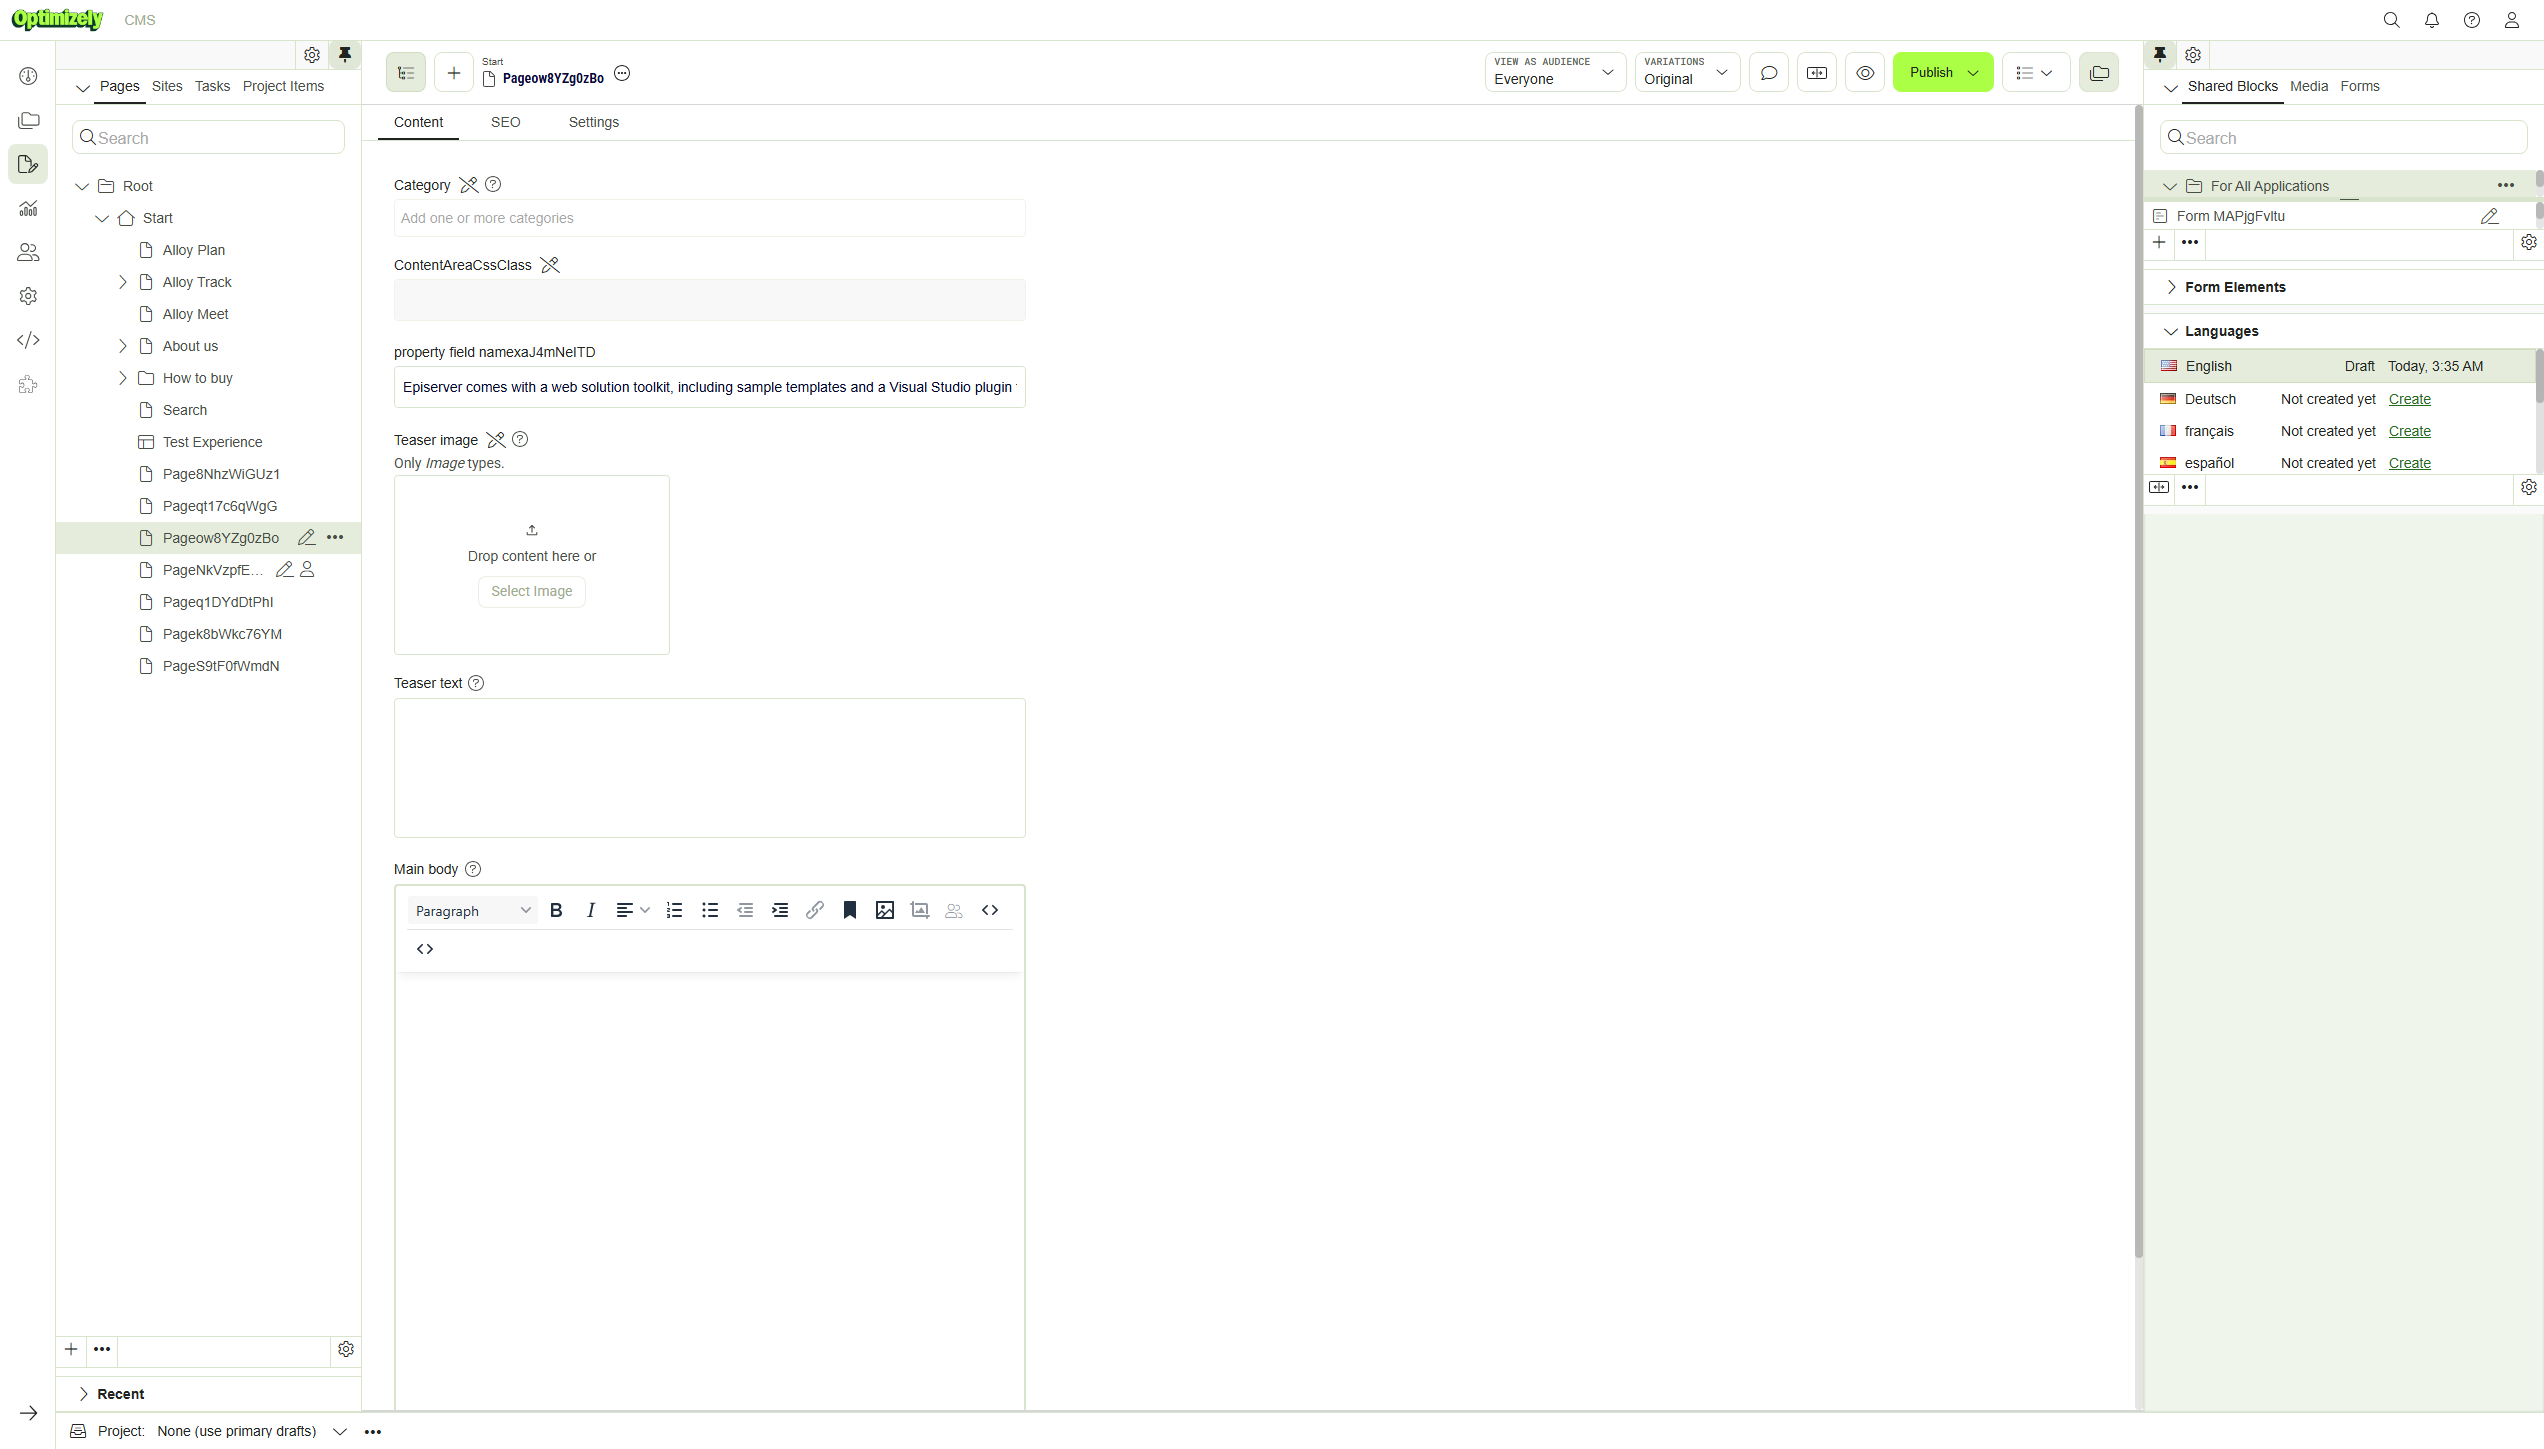 Optimizely CMS
Pages Sites Tasks Project Items
Search
Root
Start
Alloy Plan
Alloy Track
Alloy Meet
About us
How to buy
Search
Test Experience
Page8NhzWiGUz1
Pageqt17c6qWgG
Pageow8YZg0zBo
PageNkVzpfE...
Pageq1DYdDtPhI
Pagek8bWkc76YM
PageS9tF0fWmdN
Recent
Project: None (use primary drafts)
Start
Pageow8YZg0zBo
VIEW AS AUDIENCE
Everyone
VARIATIONS
Original
Publish
Content SEO Settings
Category
Add one or more categories
ContentAreaCssClass
property field namexaJ4mNeITD
Episerver comes with a web solution toolkit, including sample templates and a Visual Studio plugin
Teaser image
Only Image types.
Drop content here or
Select Image
Teaser text
Main body
Paragraph
Shared Blocks Media Forms
Search
For All Applications
Form MAPjgFvltu
Form Elements
Languages
English Draft Today, 3:35 AM
Deutsch Not created yet Create
français Not created yet Create
español Not created yet Create